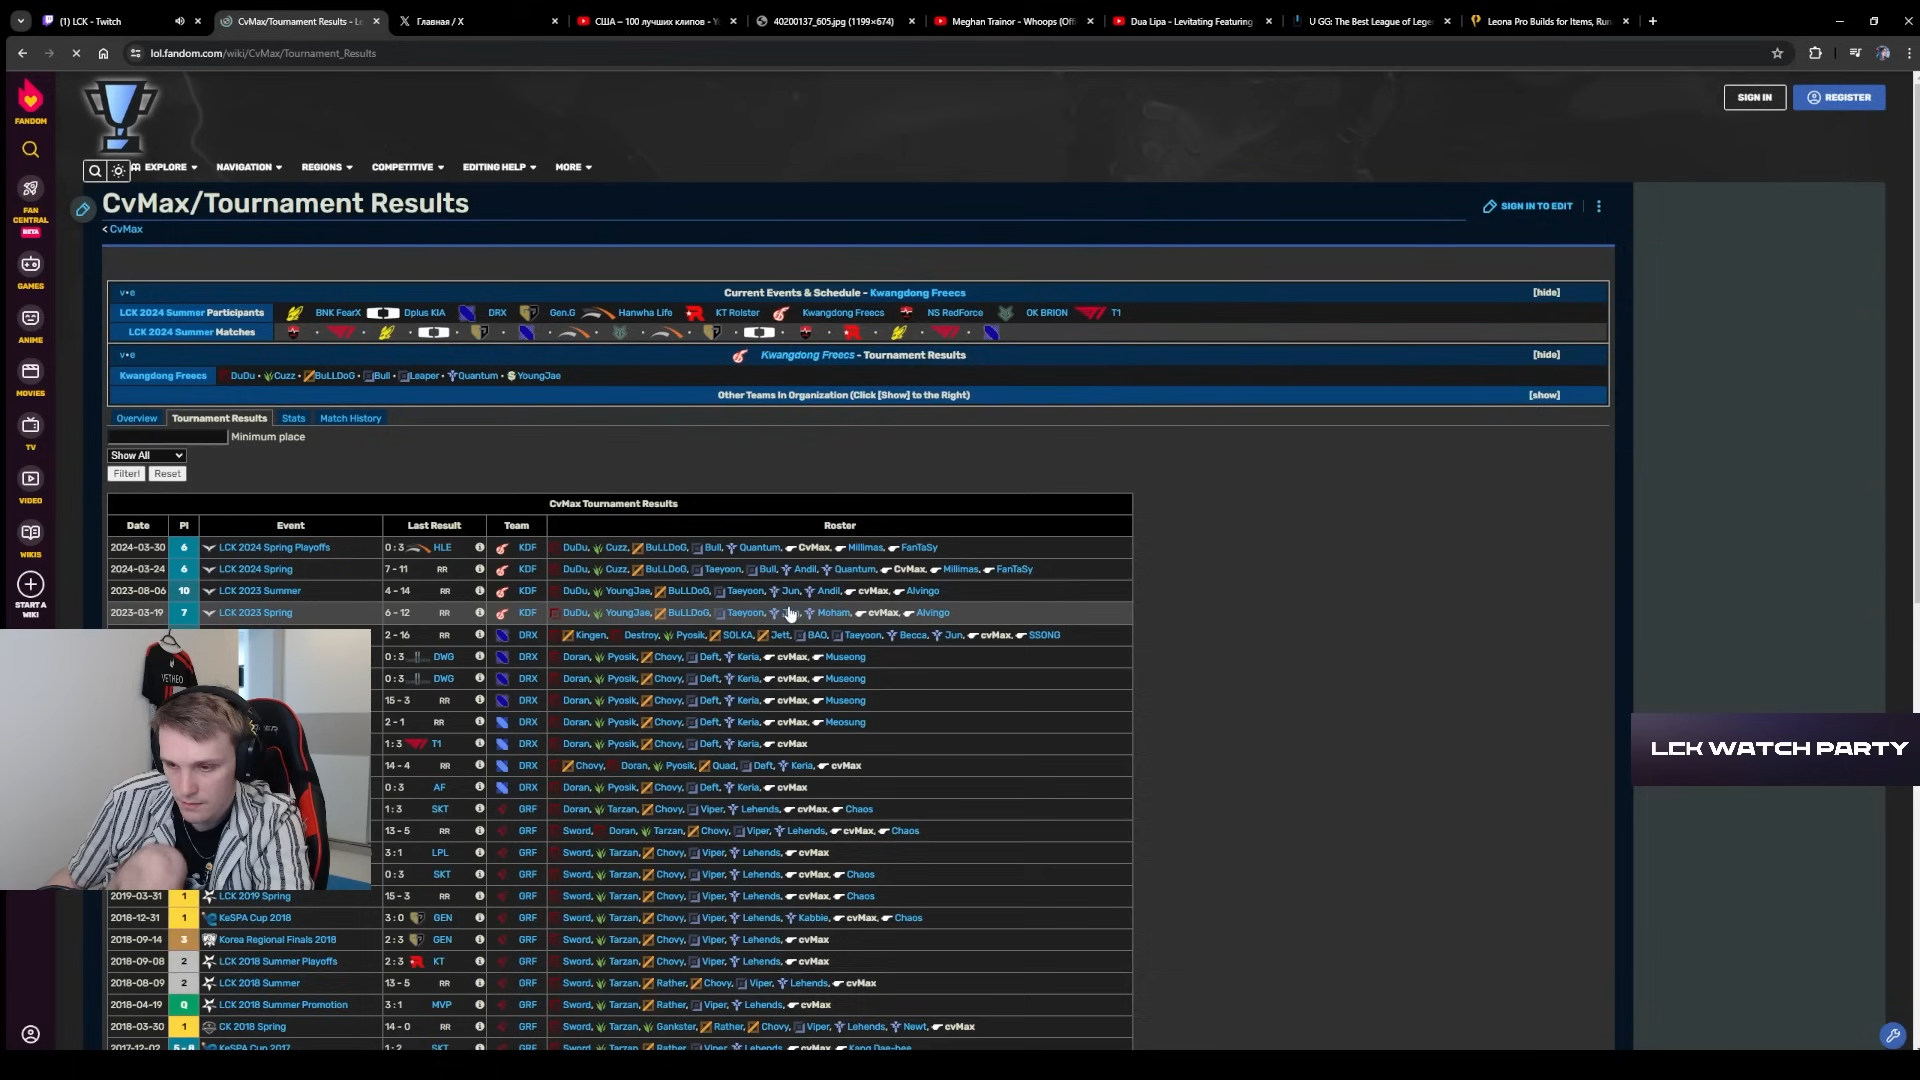 (1) LCK - Twitch
CvMax/Tournament Results - Le
Главная / X
США – 100 лучших клипов - Y
40200137_605.jpg (1199×674)
Meghan Trainor - Whoops (Offi
Dua Lipa - Levitating Featuring
U GG: The Best League of Lege
Leona Pro Builds for Items, Run
lol.fandom.com/wiki/CvMax/Tournament_Results
FANDOM
FAN CENTRAL
BETA
GAMES
ANIME
MOVIES
TV
VIDEO
WIKIS
START A WIKI
SIGN IN
REGISTER
EXPLORE NAVIGATION REGIONS COMPETITIVE EDITING HELP MORE
CvMax/Tournament Results
SIGN IN TO EDIT
< CvMax
v•e Current Events & Schedule - Kwangdong Freecs [hide]
LCK 2024 Summer Participants BNK FearX Dplus KIA DRX Gen.G Hanwha Life KT Rolster Kwangdong Freecs NS RedForce OK BRION T1
LCK 2024 Summer Matches
v•e Kwangdong Freecs - Tournament Results [hide]
Kwangdong Freecs DuDu • Cuzz • BuLLDoG • Bull • Leaper • Quantum • YoungJae
Other Teams In Organization (Click [Show] to the Right) [show]
Overview Tournament Results Stats Match History
Minimum place
Show All
Filter! Reset
CvMax Tournament Results
Date Pl Event Last Result Team Roster
2024-03-30 6 LCK 2024 Spring Playoffs 0 : 3 HLE KDF DuDu, Cuzz, BuLLDoG, Bull, Quantum, CvMax, Millimas, FanTaSy
2024-03-24 6 LCK 2024 Spring 7 - 11 RR KDF DuDu, Cuzz, BuLLDoG, Taeyoon, Bull, Andil, Quantum, CvMax, Millimas, FanTaSy
2023-08-06 10 LCK 2023 Summer 4 - 14 RR KDF DuDu, YoungJae, BuLLDoG, Taeyoon, Jun, Andil, cvMax, Alvingo
2023-03-19 7 LCK 2023 Spring 6 - 12 RR KDF DuDu, YoungJae, BuLLDoG, Taeyoon, Moham, cvMax, Alvingo
2 - 16 RR DRX Kingen, Destroy, Pyosik, SOLKA, Jett, BAO, Taeyoon, Becca, Jun, cvMax, SSONG
0 : 3 DWG DRX Doran, Pyosik, Chovy, Deft, Keria, cvMax, Museong
0 : 3 DWG DRX Doran, Pyosik, Chovy, Deft, Keria, cvMax, Museong
15 - 3 RR DRX Doran, Pyosik, Chovy, Deft, Keria, cvMax, Museong
2 - 1 RR DRX Doran, Pyosik, Chovy, Deft, Keria, cvMax, Meosung
1 : 3 T1 DRX Doran, Pyosik, Chovy, Deft, Keria, cvMax
14 - 4 RR DRX Chovy, Doran, Pyosik, Quad, Deft, Keria, cvMax
0 : 3 AF DRX Doran, Pyosik, Chovy, Deft, Keria, cvMax
1 : 3 SKT GRF Doran, Tarzan, Chovy, Viper, Lehends, cvMax, Chaos
13 - 5 RR GRF Sword, Doran, Tarzan, Chovy, Viper, Lehends, cvMax, Chaos
3 : 1 LPL GRF Sword, Tarzan, Chovy, Viper, Lehends, cvMax
0 : 3 SKT GRF Sword, Tarzan, Chovy, Viper, Lehends, cvMax, Chaos
2019-03-31 1 LCK 2019 Spring 15 - 3 RR GRF Sword, Tarzan, Chovy, Viper, Lehends, cvMax, Chaos
2018-12-31 1 KeSPA Cup 2018 3 : 0 GEN GRF Sword, Tarzan, Chovy, Viper, Lehends, Kabbie, cvMax, Chaos
2018-09-14 3 Korea Regional Finals 2018 2 : 3 GEN GRF Sword, Tarzan, Chovy, Viper, Lehends, cvMax
2018-09-08 2 LCK 2018 Summer Playoffs 2 : 3 KT GRF Sword, Tarzan, Chovy, Viper, Lehends, cvMax
2018-08-09 2 LCK 2018 Summer 13 - 5 RR GRF Sword, Tarzan, Rather, Chovy, Viper, Lehends, cvMax
2018-04-19 Q LCK 2018 Summer Promotion 3 : 1 MVP GRF Sword, Tarzan, Rather, Viper, Lehends, cvMax
2018-03-30 1 CK 2018 Spring 14 - 0 RR GRF Sword, Tarzan, Gankster, Rather, Chovy, Viper, Lehends, Newt, cvMax
2017-12-02 5 - 8 KeSPA Cup 2017 1 : 2 SKT GRF Sword, Tarzan, Rather, Viper, Lehends, cvMax, Kang Dae-hee
VETHEO
LCK WATCH PARTY